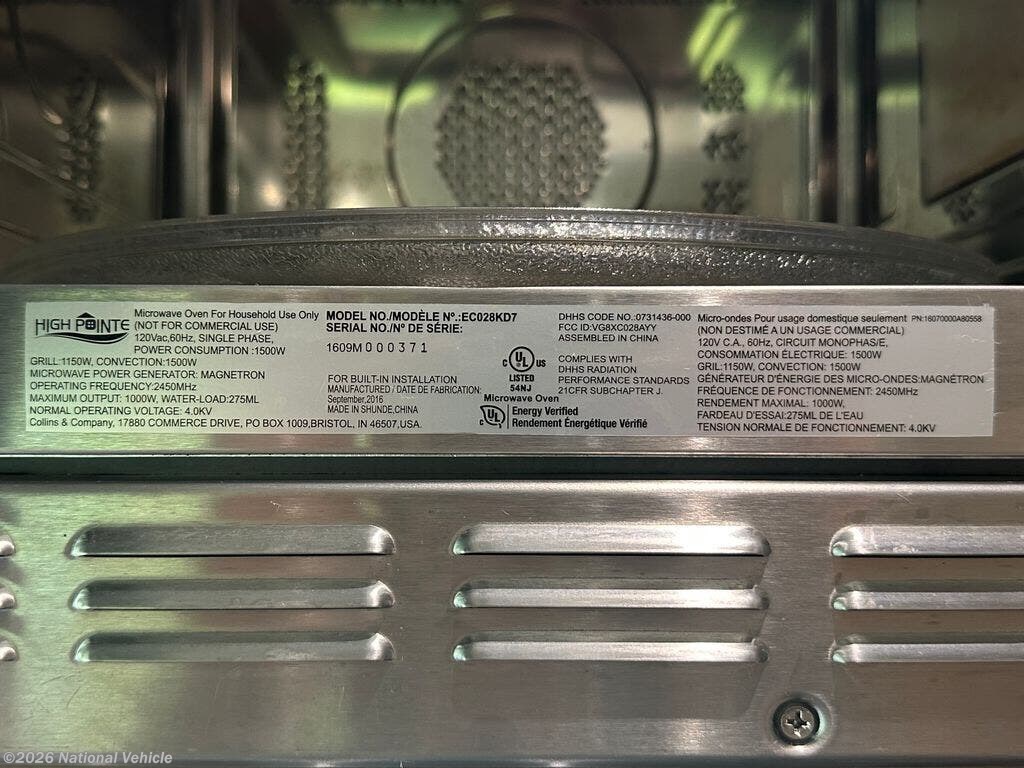 HIGH POINTE
Microwave Oven For Household Use Only
(NOT FOR COMMERCIAL USE)
120Vac,60Hz, SINGLE PHASE,
POWER CONSUMPTION :1500W
GRILL:1150W, CONVECTION:1500W
MICROWAVE POWER GENERATOR: MAGNETRON
OPERATING FREQUENCY:2450MHz
MAXIMUM OUTPUT: 1000W, WATER-LOAD:275ML
NORMAL OPERATING VOLTAGE: 4.0KV
Collins & Company, 17880 COMMERCE DRIVE, PO BOX 1009,BRISTOL, IN 46507,USA.
MODEL NO./MODÈLE Nº.:EC028KD7
SERIAL NO./Nº DE SÉRIE:
1609M000371
FOR BUILT-IN INSTALLATION
MANUFACTURED / DATE DE FABRICATION:
September,2016
MADE IN SHUNDE,CHINA
C UL US
LISTED
54NJ
Microwave Oven
C UL
Energy Verified
Rendement Énergétique Vérifié
DHHS CODE NO.:0731436-000
FCC ID:VG8XC028AYY
ASSEMBLED IN CHINA
COMPLIES WITH
DHHS RADIATION
PERFORMANCE STANDARDS
21CFR SUBCHAPTER J.
Micro-ondes Pour usage domestique seulement PN:16070000A80558
(NON DESTIMÉ A UN USAGE COMMERCIAL)
120V C.A., 60Hz, CIRCUIT MONOPHAS/E,
CONSOMMATION ÉLECTRIQUE: 1500W
GRIL:1150W, CONVECTION: 1500W
GÉNÉRATEUR D'ÉNERGIE DES MICRO-ONDES:MAGNÉTRON
FRÉQUENCE DE FONCTIONNEMENT: 2450MHz
RENDEMENT MAXIMAL: 1000W,
FARDEAU D'ESSAI:275ML DE L'EAU
TENSION NORMALE DE FONCTIONNEMENT: 4.0KV
©2026 National Vehicle